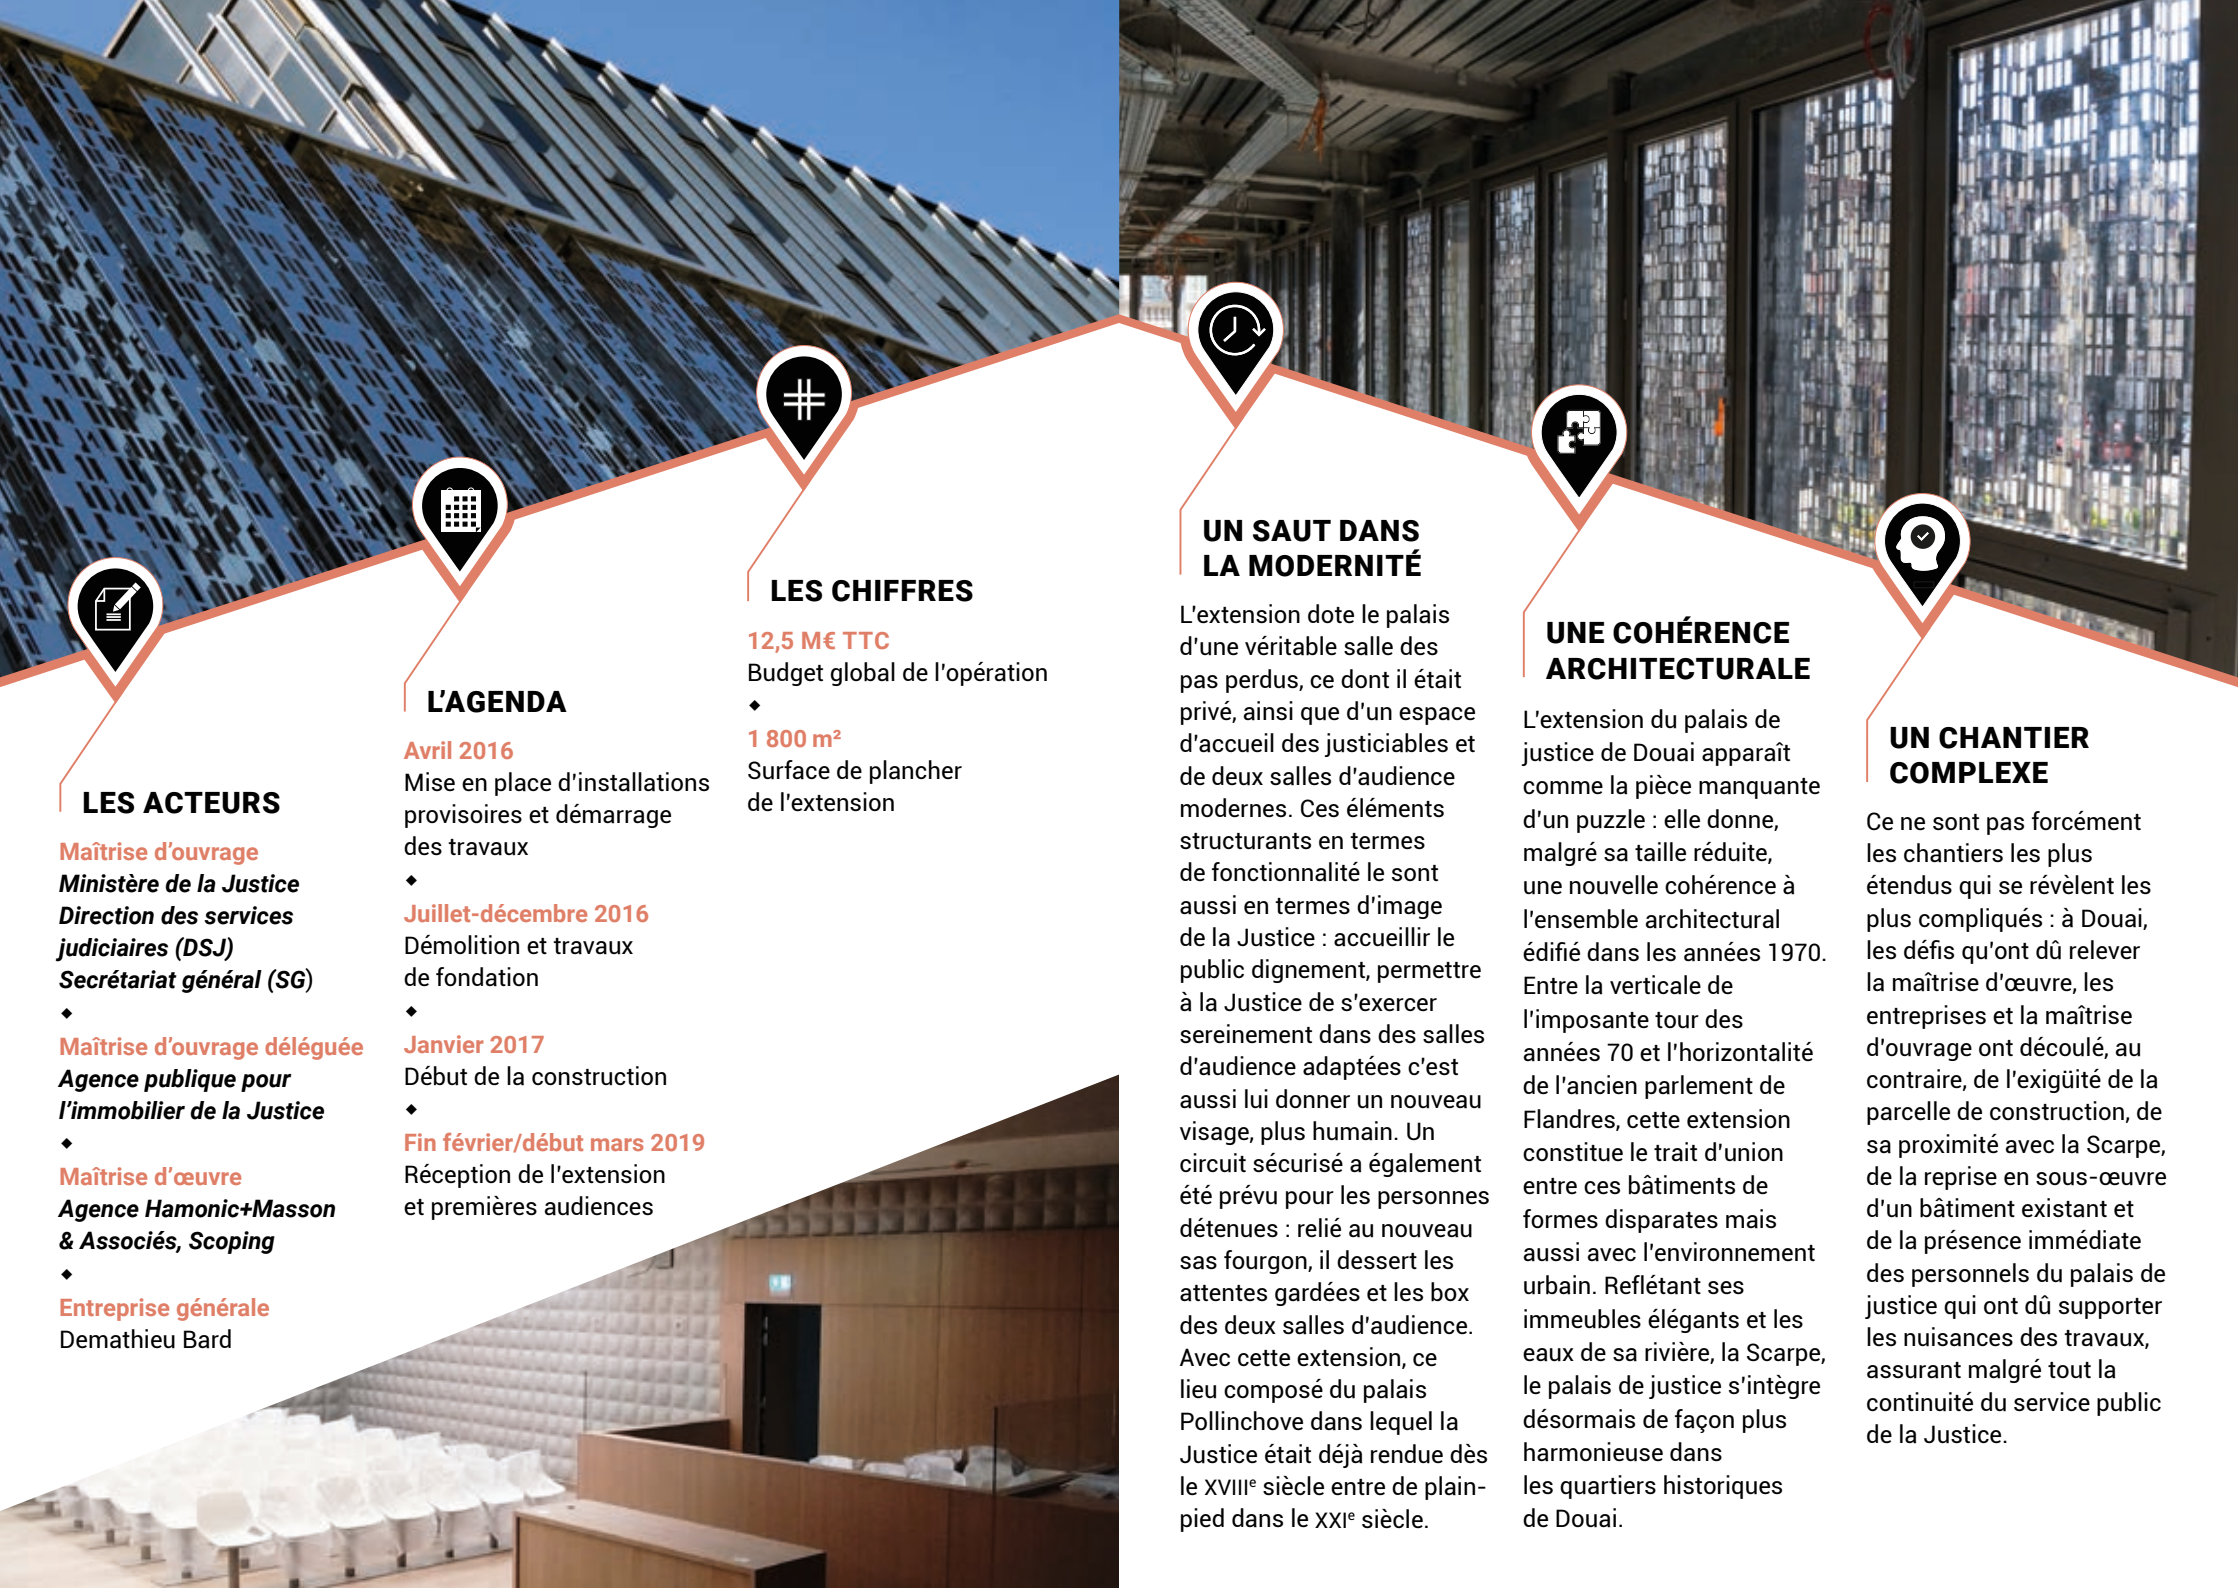 LES ACTEURS
Maîtrise d’ouvrage
Ministère de la Justice
Direction des services
judiciaires (DSJ)
Secrétariat général (SG)
Maîtrise d’ouvrage déléguée
Agence publique pour
l’immobilier de la Justice
Maîtrise d’œuvre
Agence Hamonic+Masson
& Associés, Scoping
Entreprise générale
Demathieu Bard
L’AGENDA
Avril 2016
Mise en place d’installations
provisoires et démarrage
des travaux
Juillet-décembre 2016
Démolition et travaux
de fondation
Janvier 2017
Début de la construction
Fin février/début mars 2019
Réception de l’extension
et premières audiences
LES CHIFFRES
12,5 M€ TTC
Budget global de l’opération
1 800 m²
Surface de plancher
de l’extension
UN SAUT DANS
LA MODERNITÉ
L’extension dote le palais
d’une véritable salle des
pas perdus, ce dont il était
privé, ainsi que d’un espace
d’accueil des justiciables et
de deux salles d’audience
modernes. Ces éléments
structurants en termes
de fonctionnalité le sont
aussi en termes d’image
de la Justice : accueillir le
public dignement, permettre
à la Justice de s’exercer
sereinement dans des salles
d’audience adaptées c’est
aussi lui donner un nouveau
visage, plus humain. Un
circuit sécurisé a également
été prévu pour les personnes
détenues : relié au nouveau
sas fourgon, il dessert les
attentes gardées et les box
des deux salles d’audience.
Avec cette extension, ce
lieu composé du palais
Pollinchove dans lequel la
Justice était déjà rendue dès
le XVIIIᵉ siècle entre de plain-
pied dans le XXIᵉ siècle.
UNE COHÉRENCE
ARCHITECTURALE
L’extension du palais de
justice de Douai apparaît
comme la pièce manquante
d’un puzzle : elle donne,
malgré sa taille réduite,
une nouvelle cohérence à
l’ensemble architectural
édifié dans les années 1970.
Entre la verticale de
l’imposante tour des
années 70 et l’horizontalité
de l’ancien parlement de
Flandres, cette extension
constitue le trait d’union
entre ces bâtiments de
formes disparates mais
aussi avec l’environnement
urbain. Reflétant ses
immeubles élégants et les
eaux de sa rivière, la Scarpe,
le palais de justice s’intègre
désormais de façon plus
harmonieuse dans
les quartiers historiques
de Douai.
UN CHANTIER
COMPLEXE
Ce ne sont pas forcément
les chantiers les plus
étendus qui se révèlent les
plus compliqués : à Douai,
les défis qu’ont dû relever
la maîtrise d’œuvre, les
entreprises et la maîtrise
d’ouvrage ont découlé, au
contraire, de l’exigüité de la
parcelle de construction, de
sa proximité avec la Scarpe,
de la reprise en sous-œuvre
d’un bâtiment existant et
de la présence immédiate
des personnels du palais de
justice qui ont dû supporter
les nuisances des travaux,
assurant malgré tout la
continuité du service public
de la Justice.